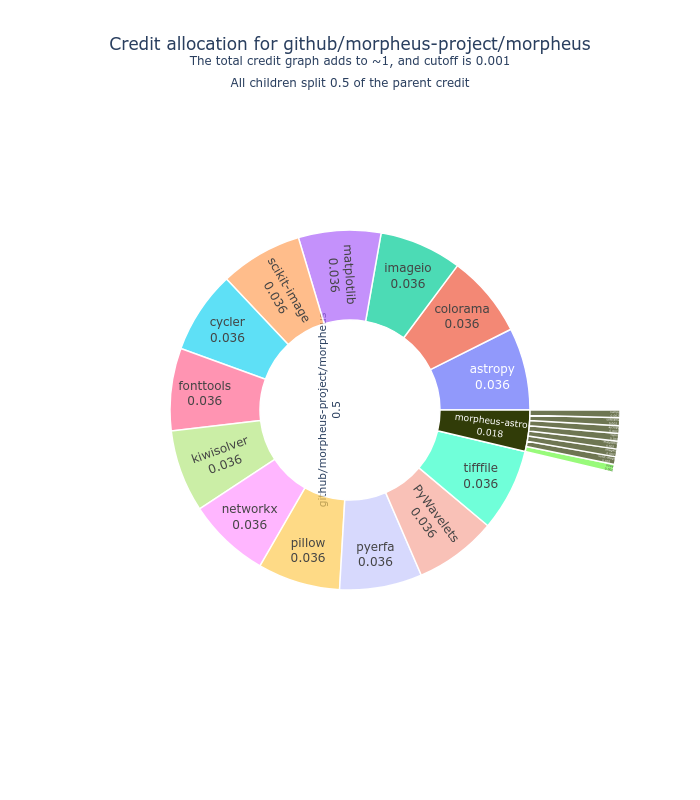 Credit allocation for github/morpheus-project/morpheus
The total credit graph adds to ~1, and cutoff is 0.001
All children split 0.5 of the parent credit
matplotlib
0.036
imageio
0.036
scikit-image
0.036
colorama
0.036
cycler
0.036
astropy
0.036
fonttools
0.036
github/morpheus-project/morpheus
0.5
morpheus-astro
0.018
kiwisolver
0.036
tifffile
0.036
networkx
0.036
PyWavelets
0.036
pillow
0.036
pyerfa
0.036